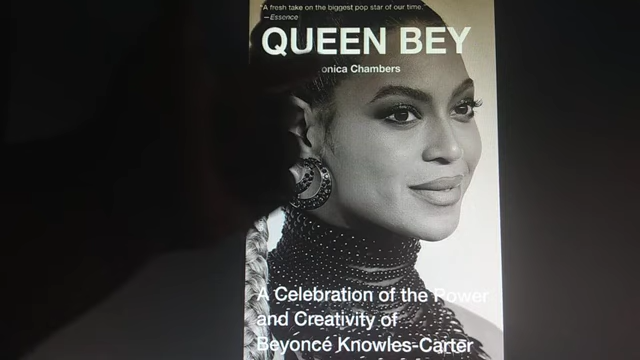 "A fresh take on the biggest pop star of our time."
—Essence
QUEEN BEY
onica Chambers
A Celebration of the Power
and Creativity of
Beyoncé Knowles-Carter